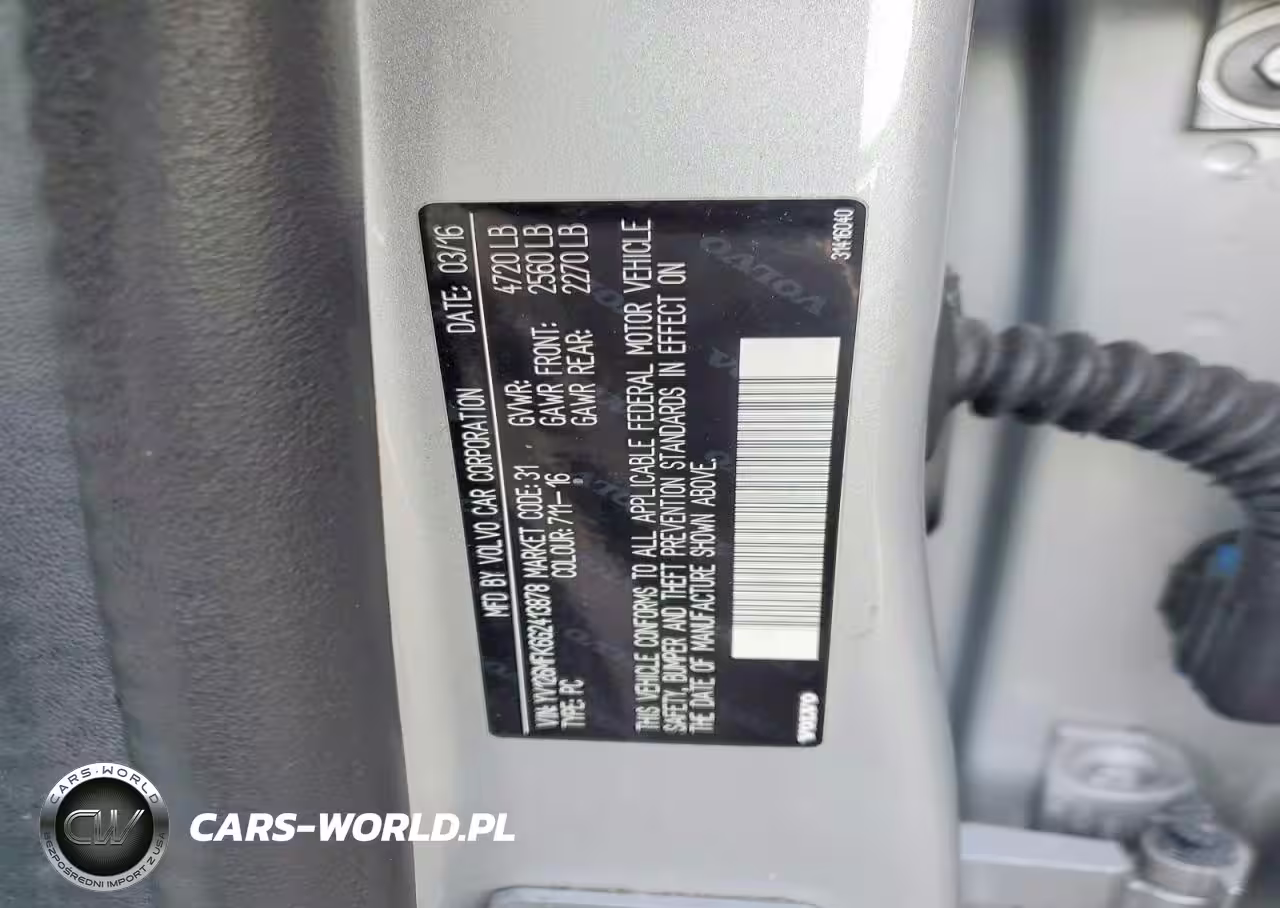 MFD BY VOLVO CAR CORPORATION DATE: 03/16
VIN: YV126MFK6G2413878 MARKET CODE: 31 GVWR: 4720 LB
TYPE: PC COLOUR: 711-16 GAWR FRONT: 2560 LB
GAWR REAR: 2270 LB
THIS VEHICLE CONFORMS TO ALL APPLICABLE FEDERAL MOTOR VEHICLE
SAFETY, BUMPER AND THEFT PREVENTION STANDARDS IN EFFECT ON
THE DATE OF MANUFACTURE SHOWN ABOVE.
VOLVO
31416040
CARS-WORLD
CW
BEZPOŚREDNI IMPORT Z USA
CARS-WORLD.PL